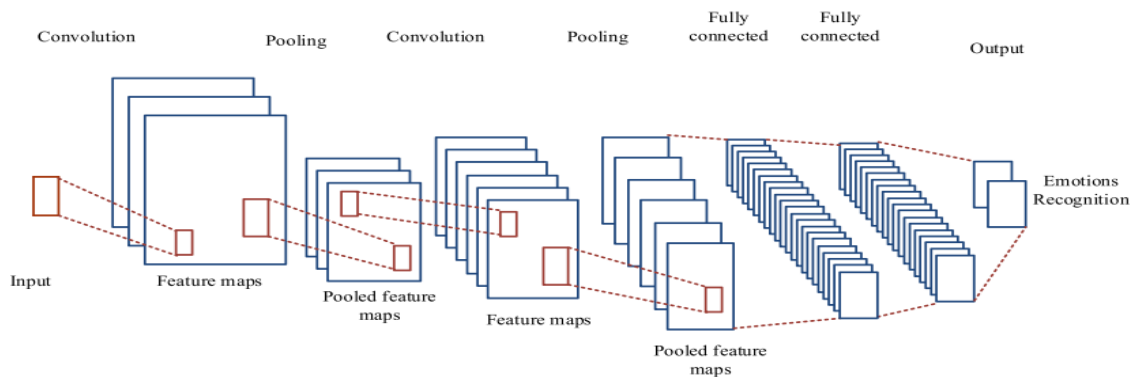 Convolution
Pooling
Convolution
Pooling
Fully
connected
Fully
connected
Output
Input
Feature maps
Pooled feature
maps
Feature maps
Pooled feature
maps
Emotions
Recognition